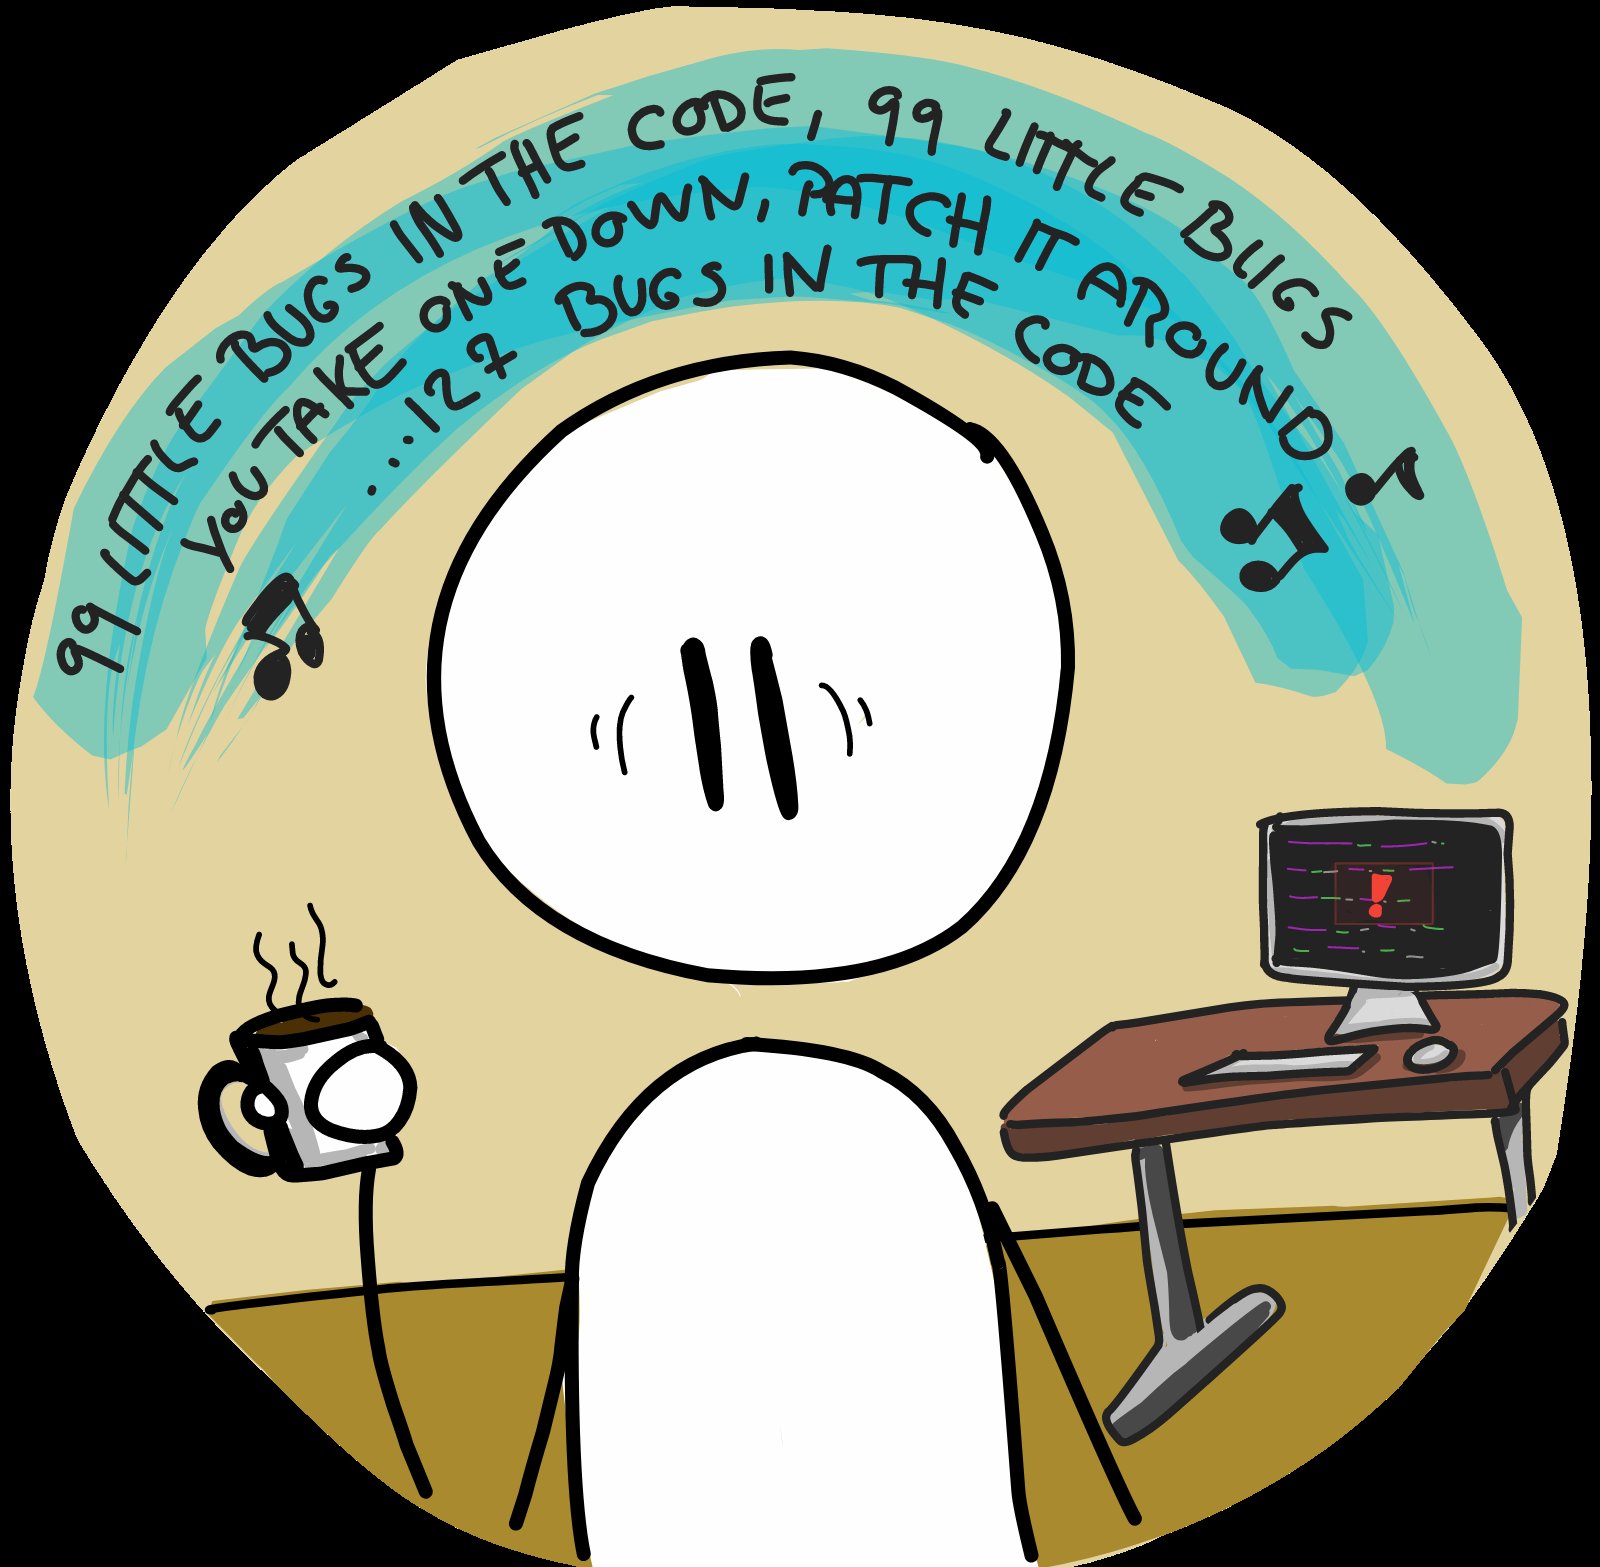 99 LITTLE BUGS IN THE CODE, 99 LITTLE BUGS
YOU TAKE ONE DOWN, PATCH IT AROUND
...127 BUGS IN THE CODE
!